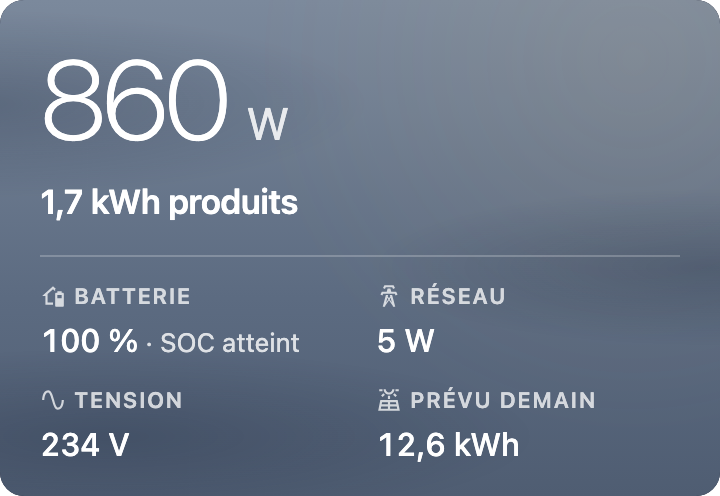 860 W
1,7 kWh produits
BATTERIE
100 % · SOC atteint
RÉSEAU
5 W
TENSION
234 V
PRÉVU DEMAIN
12,6 kWh